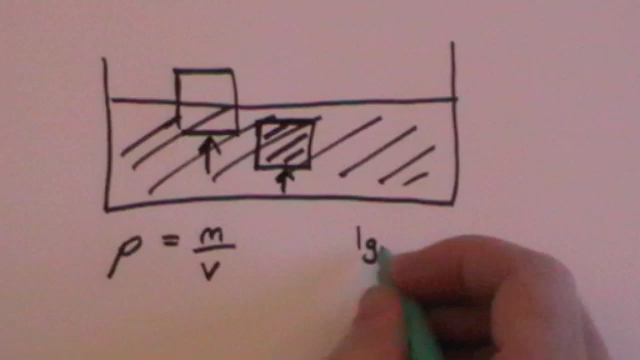 ρ = m/v
1g